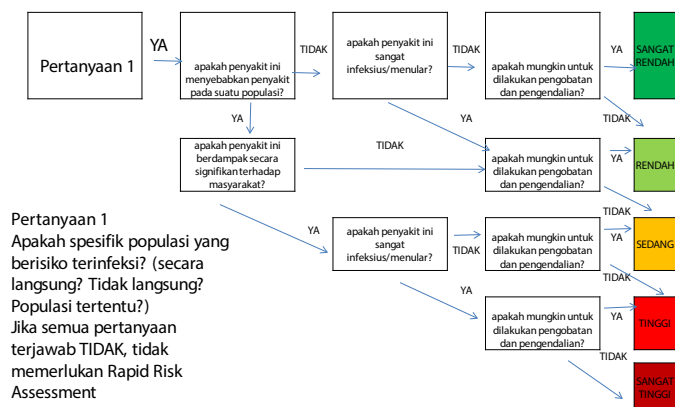 Pertanyaan 1
YA
apakah penyakit ini
menyebabkan penyakit
pada suatu populasi?
TIDAK
apakah penyakit ini
sangat
infeksius/menular?
TIDAK
apakah mungkin untuk
dilakukan pengobatan
dan pengendalian?
YA
SANGAT
RENDAH
YA
YA
TIDAK
apakah penyakit ini
berdampak secara
signifikan terhadap
masyarakat?
TIDAK
apakah mungkin untuk
dilakukan pengobatan
dan pengendalian?
YA
RENDAH
TIDAK
YA
apakah penyakit ini
sangat
infeksius/menular?
TIDAK
apakah mungkin untuk
dilakukan pengobatan
dan pengendalian?
YA
SEDANG
YA
TIDAK
apakah mungkin untuk
dilakukan pengobatan
dan pengendalian?
YA
TINGGI
TIDAK
SANGAT
TINGGI
Pertanyaan 1
Apakah spesifik populasi yang
berisiko terinfeksi? (secara
langsung? Tidak langsung?
Populasi tertentu?)
Jika semua pertanyaan
terjawab TIDAK, tidak
memerlukan Rapid Risk
Assessment